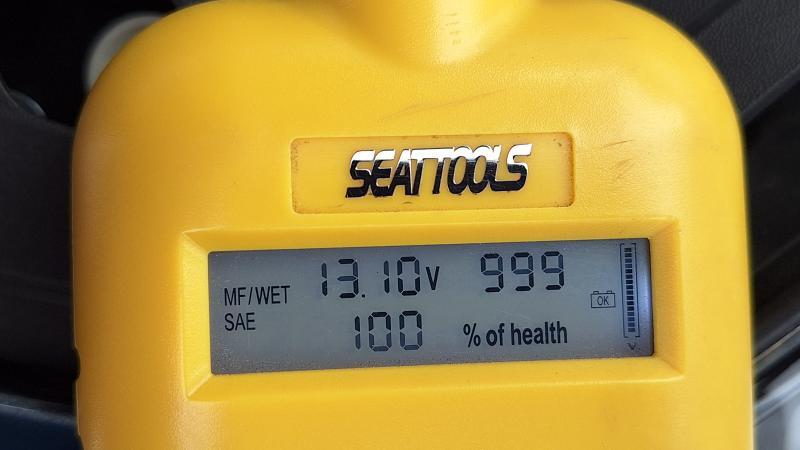 SEATTOOLS
MF/WET 13.10V 999
OK
SAE 100 % of health